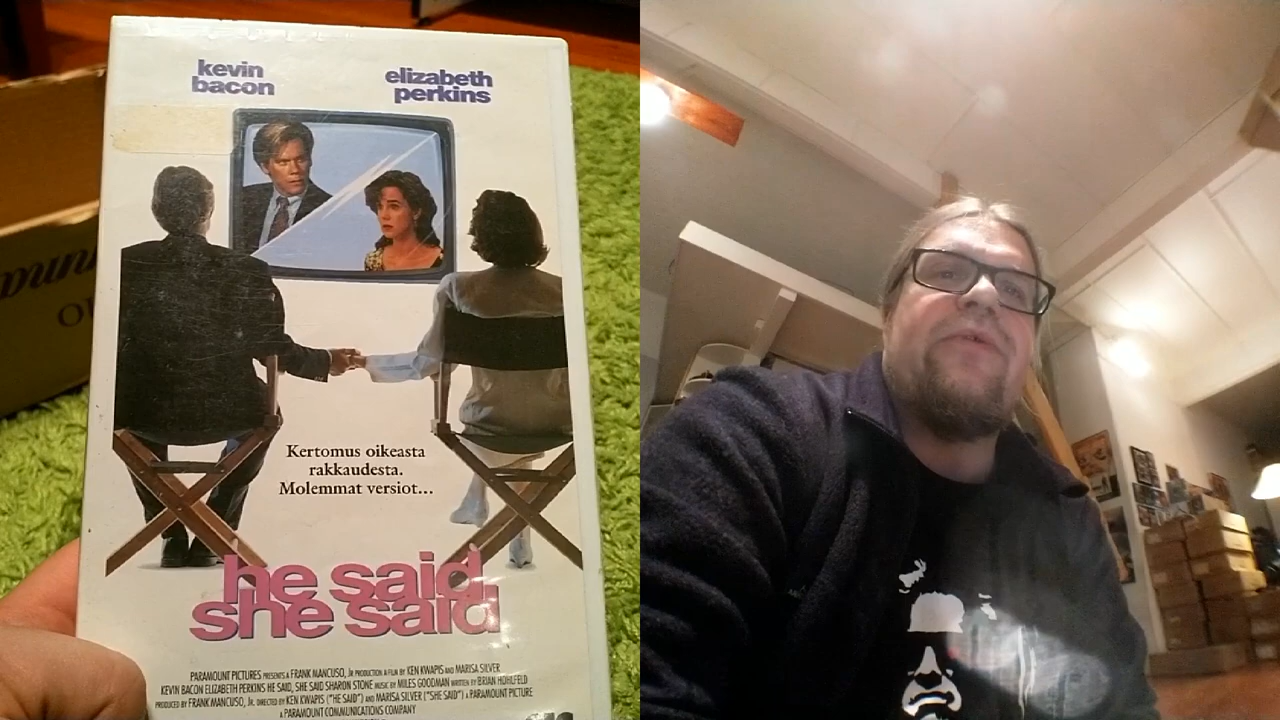 kevin
bacon
elizabeth
perkins
Kertomus oikeasta
rakkaudesta.
Molemmat versiot...
he said,
she said
PARAMOUNT PICTURES PRESENTS A FRANK MANCUSO, Jr. PRODUCTION A FILM BY KEN KWAPIS AND MARISA SILVER
KEVIN BACON ELIZABETH PERKINS HE SAID, SHE SAID SHARON STONE MUSIC BY MILES GOODMAN WRITTEN BY BRIAN HOHLFELD
PRODUCED BY FRANK MANCUSO, Jr. DIRECTED BY KEN KWAPIS ("HE SAID") AND MARISA SILVER ("SHE SAID") A PARAMOUNT PICTURE
A PARAMOUNT COMMUNICATIONS COMPANY